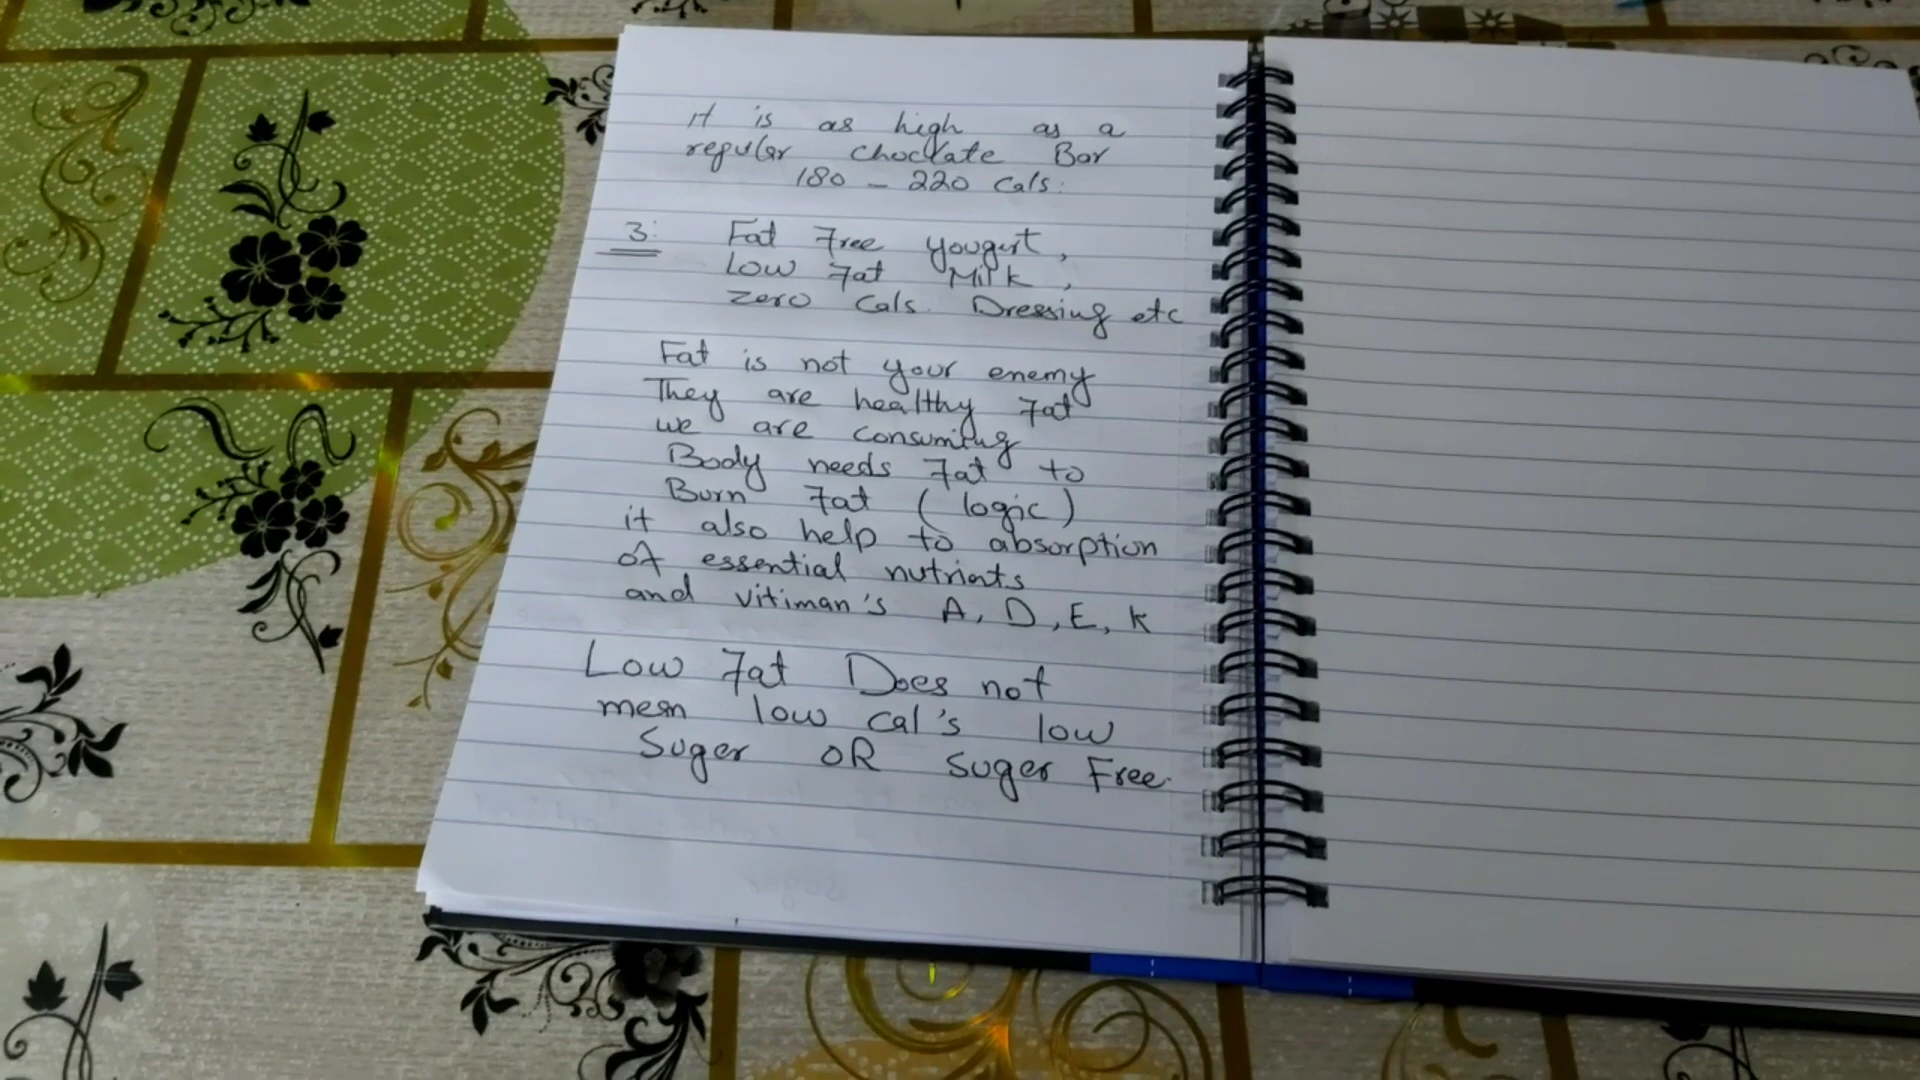 it is as high as a
regular choclate Bar
180 - 220 cals.
3: Fat Free yougurt,
Low Fat Milk,
zero cals. Dressing etc
Fat is not your enemy
They are healthy Fat
we are consuming
Body needs Fat to
Burn Fat (logic)
it also help to absorption
of essential nutrients
and vitiman's A, D, E, K
Low Fat Does not
mean low cal's low
Suger OR Suger Free.